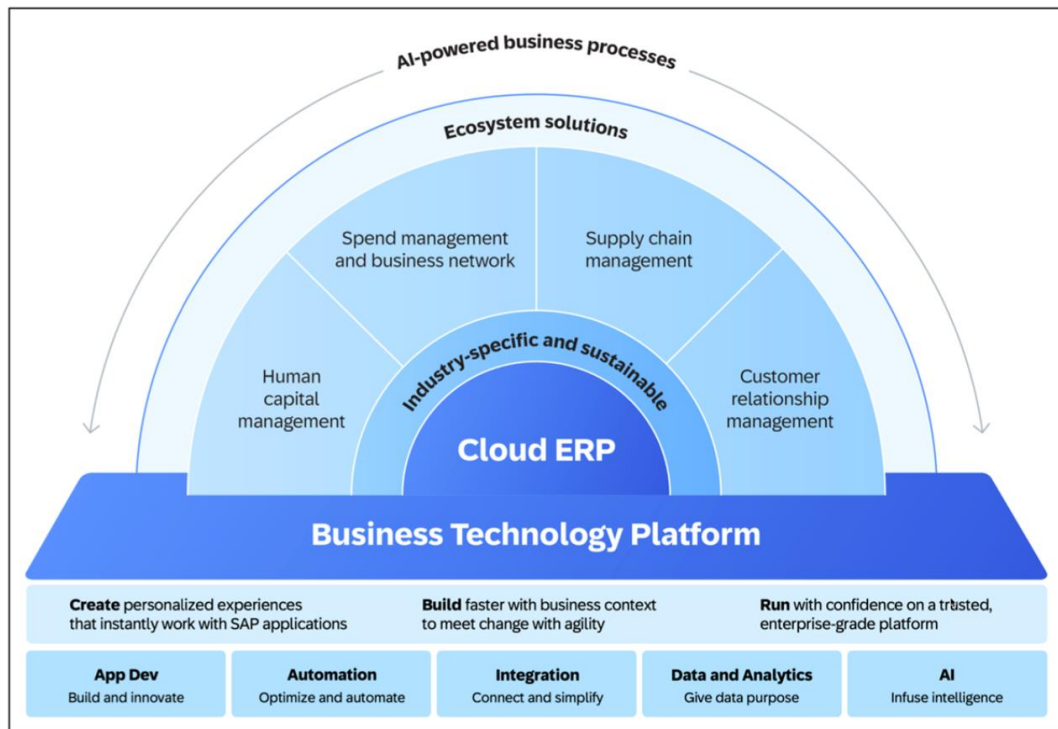 AI-powered business processes
Ecosystem solutions
Spend management
and business network
Supply chain
management
Human
capital
management
Industry-specific and sustainable
Customer
relationship
management
Cloud ERP
Business Technology Platform
Create personalized experiences
that instantly work with SAP applications
Build faster with business context
to meet change with agility
Run with confidence on a trusted,
enterprise-grade platform
App Dev
Build and innovate
Automation
Optimize and automate
Integration
Connect and simplify
Data and Analytics
Give data purpose
AI
Infuse intelligence